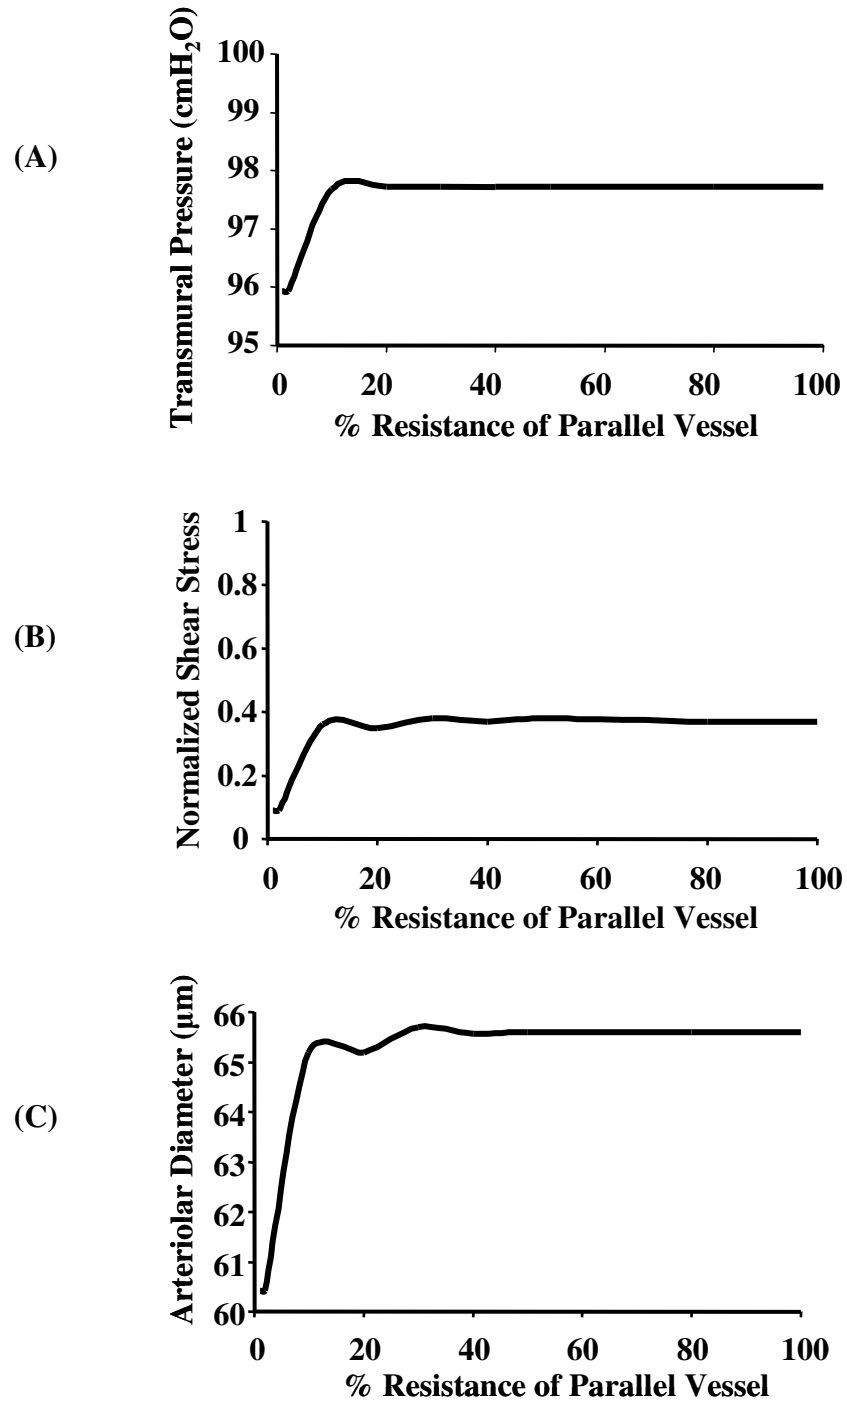 (A)
Transmural Pressure (cmH₂O)
100
99
98
97
96
95
0 20 40 60 80 100
% Resistance of Parallel Vessel
(B)
Normalized Shear Stress
1
0.8
0.6
0.4
0.2
0
0 20 40 60 80 100
% Resistance of Parallel Vessel
(C)
Arteriolar Diameter (µm)
66
65
64
63
62
61
60
0 20 40 60 80 100
% Resistance of Parallel Vessel